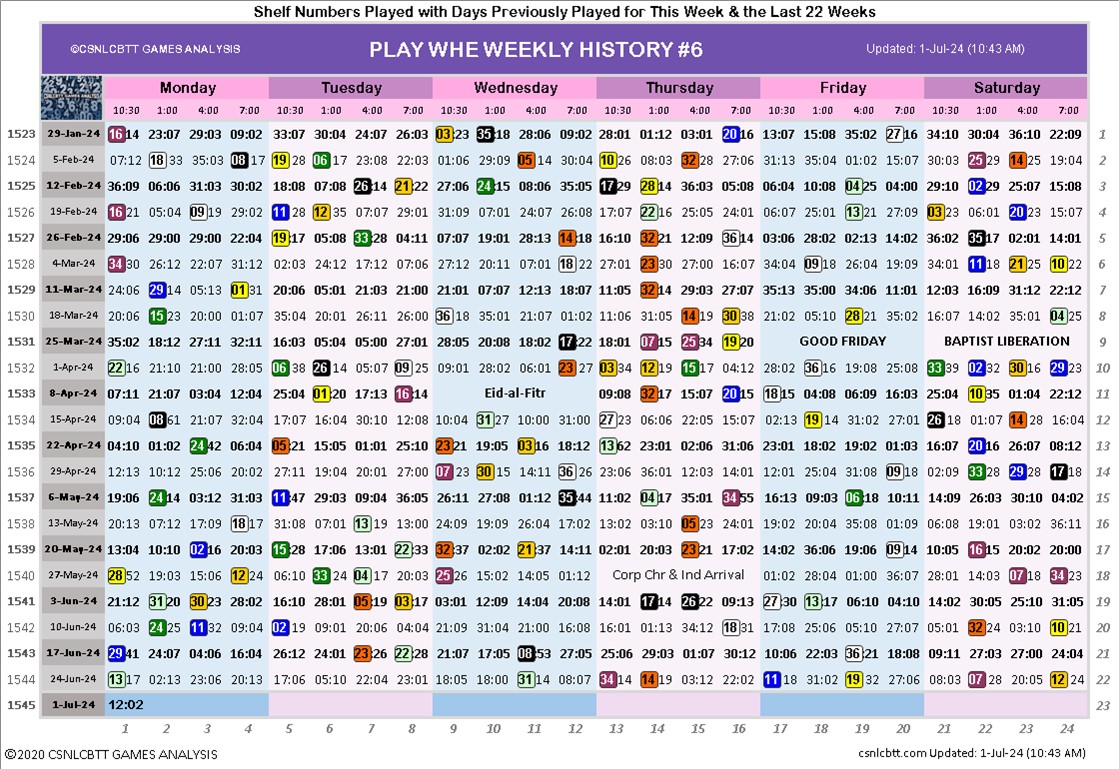 Shelf Numbers Played with Days Previously Played for This Week & the Last 22 Weeks
©CSNLCBTT GAMES ANALYSIS PLAY WHE WEEKLY HISTORY #6 Updated: 1-Jul-24 (10:43 AM)
Monday Tuesday Wednesday Thursday Friday Saturday
10:30 1:00 4:00 7:00 10:30 1:00 4:00 7:00 10:30 1:00 4:00 7:00 10:30 1:00 4:00 7:00 10:30 1:00 4:00 7:00 10:30 1:00 4:00 7:00
1523 29-Jan-24 16 14 23:07 29:03 09:02 33:07 30:04 24:07 26:03 03 23 35 18 28:06 09:02 28:01 01:12 03:01 20 16 13:07 15:08 35:02 27 16 34:10 30:04 36:10 22:09 1
1524 5-Feb-24 07:12 18 33 35:03 08 17 19 28 06 17 23:08 22:03 01:06 29:09 05 14 30:04 10 26 08:03 32 28 27:06 31:13 35:04 01:02 15:07 30:03 25 29 14 25 19:04 2
1525 12-Feb-24 36:09 06:06 31:03 30:02 18:08 07:08 26 14 21 22 27:06 24 15 08:06 35:05 17 29 28 14 36:03 05:08 06:04 10:08 04 25 04:00 29:10 02 29 25:07 15:08 3
1526 19-Feb-24 16 21 05:04 09 19 29:02 11 28 12 35 07:07 29:01 31:09 07:01 24:07 26:08 17:07 22 16 25:05 24:01 06:07 25:01 13 21 27:09 03 23 06:01 20 23 15:07 4
1527 26-Feb-24 29:06 29:00 29:00 22:04 19 17 05:08 33 28 04:11 07:07 19:01 28:13 14 18 16:10 32 21 12:09 36 14 03:06 28:02 02:13 14:02 36:02 35 17 02:01 14:01 5
1528 4-Mar-24 34 30 26:12 07:22 31:12 02:03 24:12 17:12 07:06 27:12 20:11 07:01 18 22 27:01 23 30 27:00 16:07 34:04 09 18 26:04 19:09 34:01 11 18 21 25 10 22 6
1529 11-Mar-24 24:06 29 14 05:13 01 31 20:06 05:01 21:03 21:00 21:01 07:07 12:13 18:07 11:05 32 14 29:03 27:07 35:13 35:00 34:06 11:01 12:03 16:09 31:12 22:12 7
1530 18-Mar-24 20:06 15 23 20:00 01:07 35:04 20:01 26:11 26:00 36 18 35:01 05:08 31:08 35:01 14 19 30 38 21:02 05:10 28 21 35:02 16:07 14:02 35:01 04 25 8
1531 25-Mar-24 35:02 18:12 27:11 32:11 16:03 05:04 05:00 27:01 28:05 20:08 18:02 17 22 18:01 07 15 25 34 19 20 GOOD FRIDAY BAPTIST LIBERATION 9
1532 1-Apr-24 22 16 21:10 21:00 28:05 06 38 26 14 05:07 09 25 09:01 28:02 06:01 23 27 03 34 12 19 15 17 04:12 28:01 36 16 19:08 28:01 33 39 02 32 30 16 29 23 10
1533 8-Apr-24 07:11 21:07 03:04 12:04 25:04 01 20 17:13 16 14 Eid-al-Fitr 09:08 32 17 15:07 20 15 18 15 04:08 06:09 16:03 25:04 10 35 01:04 22:12 11
1534 15-Apr-24 09:04 08 61 21:07 27:13 17:07 16:04 30:10 12:08 10:04 31 27 10:00 31:00 27 23 06:06 22:05 15:07 02:13 19 14 31:02 27:01 26 18 01:07 14 28 16:04 12
1535 22-Apr-24 04:10 01:02 24 42 06:04 05 21 15:05 01:01 25:10 23 21 19:05 03 16 18:12 13 62 23:01 02:06 31:06 23:01 18:02 19:02 01:03 16:07 20 16 26:07 08:12 13
1536 29-Apr-24 12:13 10:12 25:06 20:02 27:11 19:04 20:01 27:00 07 23 30 15 14:11 36 26 23:06 36:01 12:03 14:01 12:01 25:04 31:08 09 18 02:09 33 28 29 28 17 18 14
1537 6-May-24 19:06 24 14 03:12 31:03 11 47 29:03 09:04 36:05 26:11 27:08 01:12 35 44 11:02 04 17 35:01 34 55 16:13 09:03 06 18 10:11 14:09 26:03 30:10 04:02 15
1538 13-May-24 20:13 07:12 17:09 18 17 31:08 07:01 13 19 13:00 24:09 19:09 26:04 17:02 13:02 03:10 05 23 24:01 19:02 20:04 35:08 01:09 06:08 19:01 03:02 36:11 16
1539 20-May-24 13:04 10:10 02 16 20:03 15 28 17:06 13:01 22 33 32 37 02:02 21 37 14:11 02:01 20:03 23 21 17:02 14:02 36:06 19:06 09 14 10:05 16 15 20:02 20:00 17
1540 27-May-24 28 52 19:03 15:06 12 24 06:10 33 24 04 17 20:03 25 26 15:02 14:05 01:12 Corp Chr & Ind Arrival 01:02 28:04 01:00 36:07 28:01 14:03 07 18 34 23 18
1541 3-Jun-24 21:12 31 20 30 23 28:02 16:10 28:01 05 19 03 17 03:01 12:09 14:04 20:08 14:01 17 14 26 22 09:13 27 30 13 17 06:10 04:10 14:02 30:05 25:10 31:05 19
1542 10-Jun-24 06:03 24 25 11 32 09:04 02 19 09:01 20:06 04:04 21:09 31:04 21:00 16:08 16:01 01:13 34:12 18 31 17:08 25:06 05:10 27:07 05:02 32 24 03:10 10 21 20
1543 17-Jun-24 29 41 24:07 04:06 16:04 26:12 24:01 23 26 22 28 21:07 17:05 08 53 27:05 25:06 29:03 01:07 30:12 10:06 22:03 36 21 18:08 09:11 27:03 27:00 24:04 21
1544 24-Jun-24 13 17 02:13 23:06 20:13 17:06 05:10 22:04 23:01 18:05 18:00 31 14 08:07 34 14 14 19 03:12 22:02 11 18 31:02 19 32 27:06 08:03 07 28 20:05 12 24 22
1545 1-Jul-24 12:02 23
1 2 3 4 5 6 7 8 9 10 11 12 13 14 15 16 17 18 19 20 21 22 23 24
©2020 CSNLCBTT GAMES ANALYSIS csnlcbtt.com Updated: 1-Jul-24 (10:43 AM)